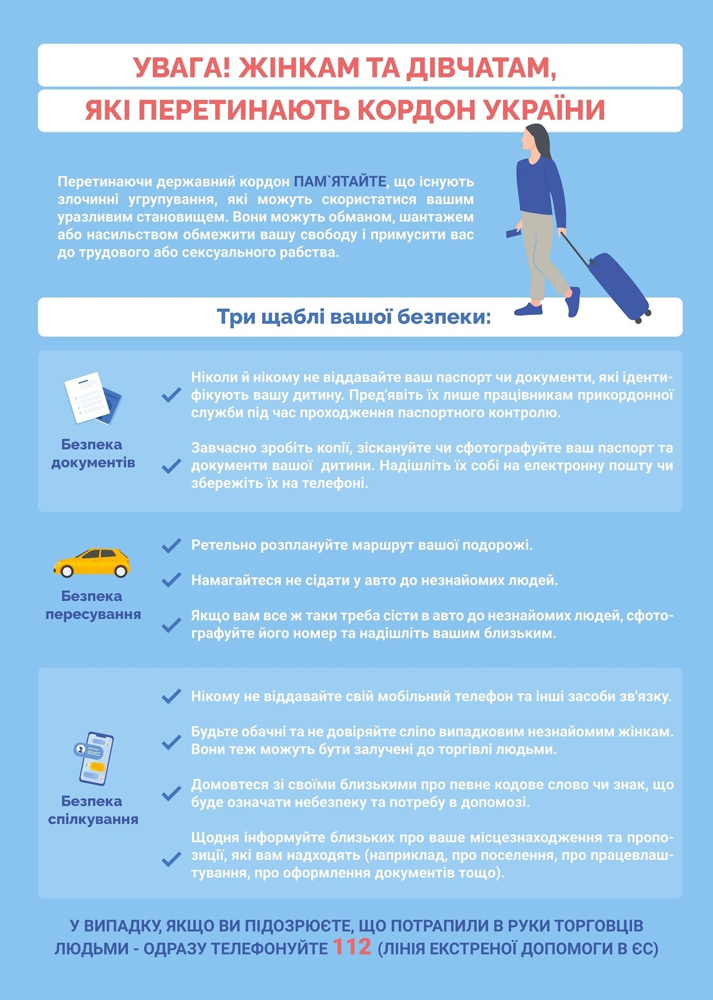 УВАГА! ЖІНКАМ ТА ДІВЧАТАМ,
ЯКІ ПЕРЕТИНАЮТЬ КОРДОН УКРАЇНИ
Перетинаючи державний кордон ПАМ`ЯТАЙТЕ, що існують
злочинні угрупування, які можуть скористатися вашим
уразливим становищем. Вони можуть обманом, шантажем
або насильством обмежити вашу свободу і примусити вас
до трудового або сексуального рабства.
Три щаблі вашої безпеки:
Безпека
документів
Ніколи й нікому не віддавайте ваш паспорт чи документи, які іденти-
фікують вашу дитину. Пред'явіть їх лише працівникам прикордонної
служби під час проходження паспортного контролю.
Завчасно зробіть копії, зіскануйте чи сфотографуйте ваш паспорт та
документи вашої дитини. Надішліть їх собі на електронну пошту чи
збережіть їх на телефоні.
Безпека
пересування
Ретельно розплануйте маршрут вашої подорожі.
Намагайтеся не сідати у авто до незнайомих людей.
Якщо вам все ж таки треба сісти в авто до незнайомих людей, сфото-
графуйте його номер та надішліть вашим близьким.
Безпека
спілкування
Нікому не віддавайте свій мобільний телефон та інші засоби зв'язку.
Будьте обачні та не довіряйте сліпо випадковим незнайомим жінкам.
Вони теж можуть бути залучені до торгівлі людьми.
Домовтеся зі своїми близькими про певне кодове слово чи знак, що
буде означати небезпеку та потребу в допомозі.
Щодня інформуйте близьких про ваше місцезнаходження та пропо-
зиції, які вам надходять (наприклад, про поселення, про працевлаш-
тування, про оформлення документів тощо).
У ВИПАДКУ, ЯКЩО ВИ ПІДОЗРЮЄТЕ, ЩО ПОТРАПИЛИ В РУКИ ТОРГОВЦІВ
ЛЮДЬМИ - ОДРАЗУ ТЕЛЕФОНУЙТЕ 112 (ЛІНІЯ ЕКСТРЕНОЇ ДОПОМОГИ В ЄС)